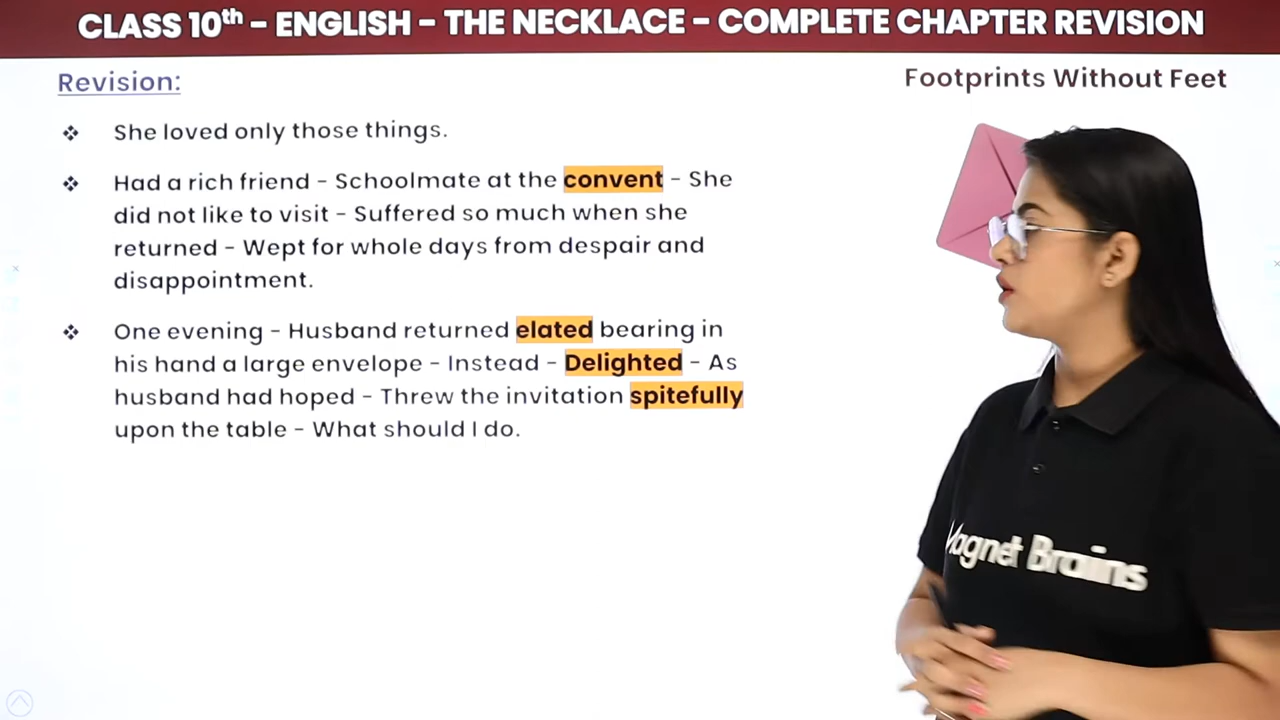 CLASS 10th – ENGLISH – THE NECKLACE – COMPLETE CHAPTER REVISION
Revision:
Footprints Without Feet
❖ She loved only those things.
❖ Had a rich friend – Schoolmate at the convent – She
did not like to visit – Suffered so much when she
returned – Wept for whole days from despair and
disappointment.
❖ One evening – Husband returned elated bearing in
his hand a large envelope – Instead – Delighted – As
husband had hoped – Threw the invitation spitefully
upon the table – What should I do.
Magnet Brains